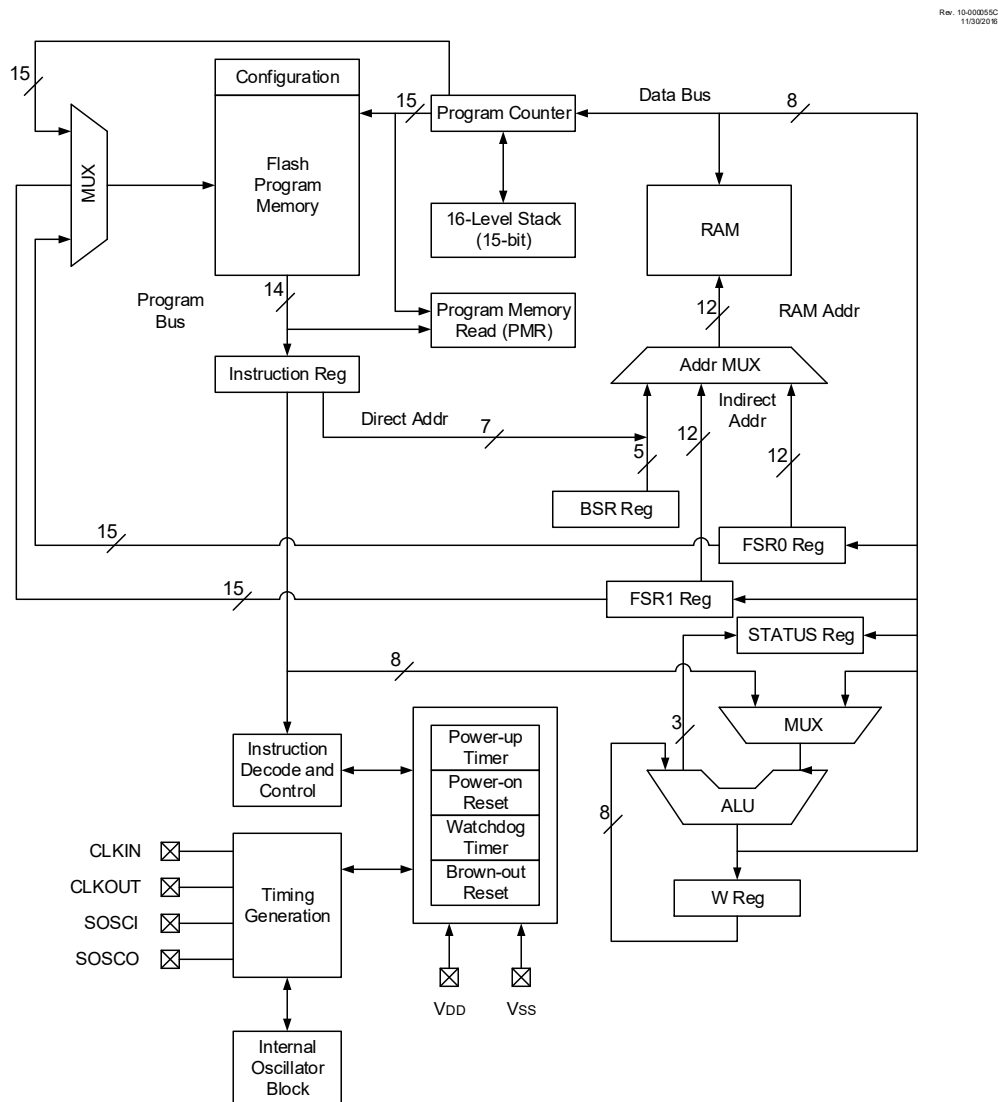 Rev. 10-000055C
11/30/2016
15
Configuration
15
Program Counter
Data Bus
8
MUX
Flash
Program
Memory
16-Level Stack
(15-bit)
RAM
14
Program
Bus
Program Memory
Read (PMR)
12
RAM Addr
Instruction Reg
Addr MUX
Direct Addr
7
Indirect
Addr
5
12
12
BSR Reg
15
FSR0 Reg
15
FSR1 Reg
STATUS Reg
8
3
MUX
Instruction
Decode and
Control
Power-up
Timer
Power-on
Reset
Watchdog
Timer
Brown-out
Reset
8
ALU
W Reg
CLKIN
CLKOUT
SOSCI
SOSCO
Timing
Generation
VDD
VSS
Internal
Oscillator
Block